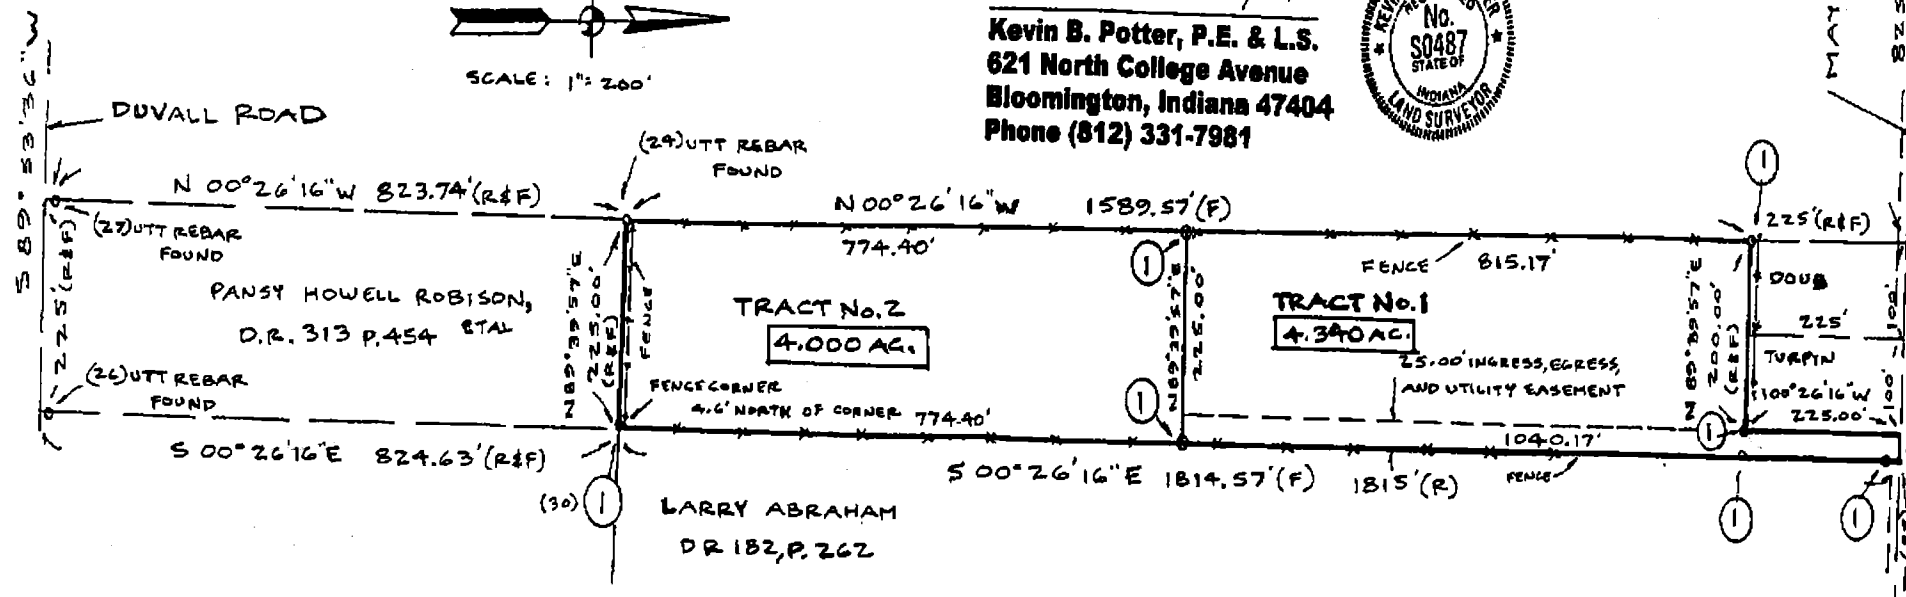 SCALE: 1"= 200'
Kevin B. Potter, P.E. & L.S.
621 North College Avenue
Bloomington, Indiana 47404
Phone (812) 331-7981
No.
S0487
STATE OF
INDIANA
LAND SURVEYOR
S 89° 53' 36" W
DUVALL ROAD
N 00°26'16"W 823.74'(R&F)
(29)UTT REBAR
FOUND
N 00°26'16"W 1589.57'(F)
1
225'(R&F)
(27)UTT REBAR
FOUND
225'(R&F)
774.40'
1
FENCE
815.17'
PANSY HOWELL ROBISON,
ETAL
D.R. 313 P.454
N89°39'57"E
225.00'
(R&F)
FENCE
TRACT No.2
4.000 AC.
N89°39'57"E
225.00'
TRACT No.1
4.390 AC.
25.00' INGRESS, EGRESS,
AND UTILITY EASEMENT
N 89°39'57"E
200.00'
(R&F)
DOUB
225'
100'
TURPIN
100'
(26)UTT REBAR
FOUND
FENCE CORNER
4.6' NORTH OF CORNER
774.40'
1
1
00°26'16"W
225.00'
1040.17'
S 00°26'16"E 824.63'(R&F)
S 00°26'16"E 1814.57'(F) 1815'(R)
FENCE
(30) 1
1
1
LARRY ABRAHAM
DR 182, P. 262